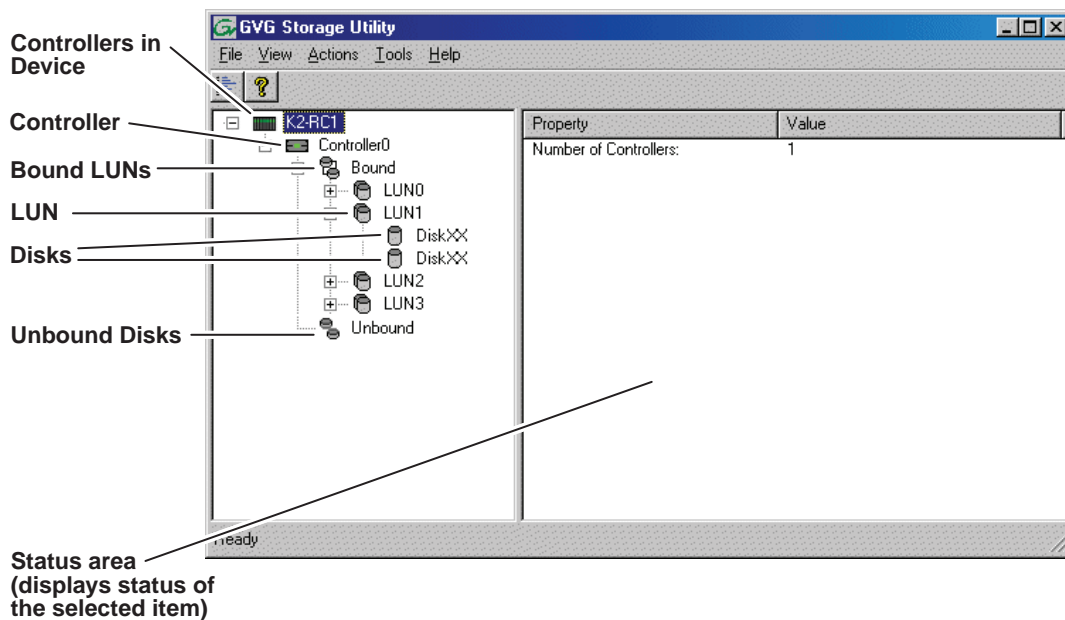 GVG Storage Utility
File View Actions Tools Help
Controllers in
Device
K2-RC1
Property Value
Controller
Controller0
Number of Controllers: 1
Bound LUNs
Bound
LUN0
LUN
LUN1
Disks
DiskXX
DiskXX
LUN2
LUN3
Unbound Disks
Unbound
Ready
Status area
(displays status of
the selected item)